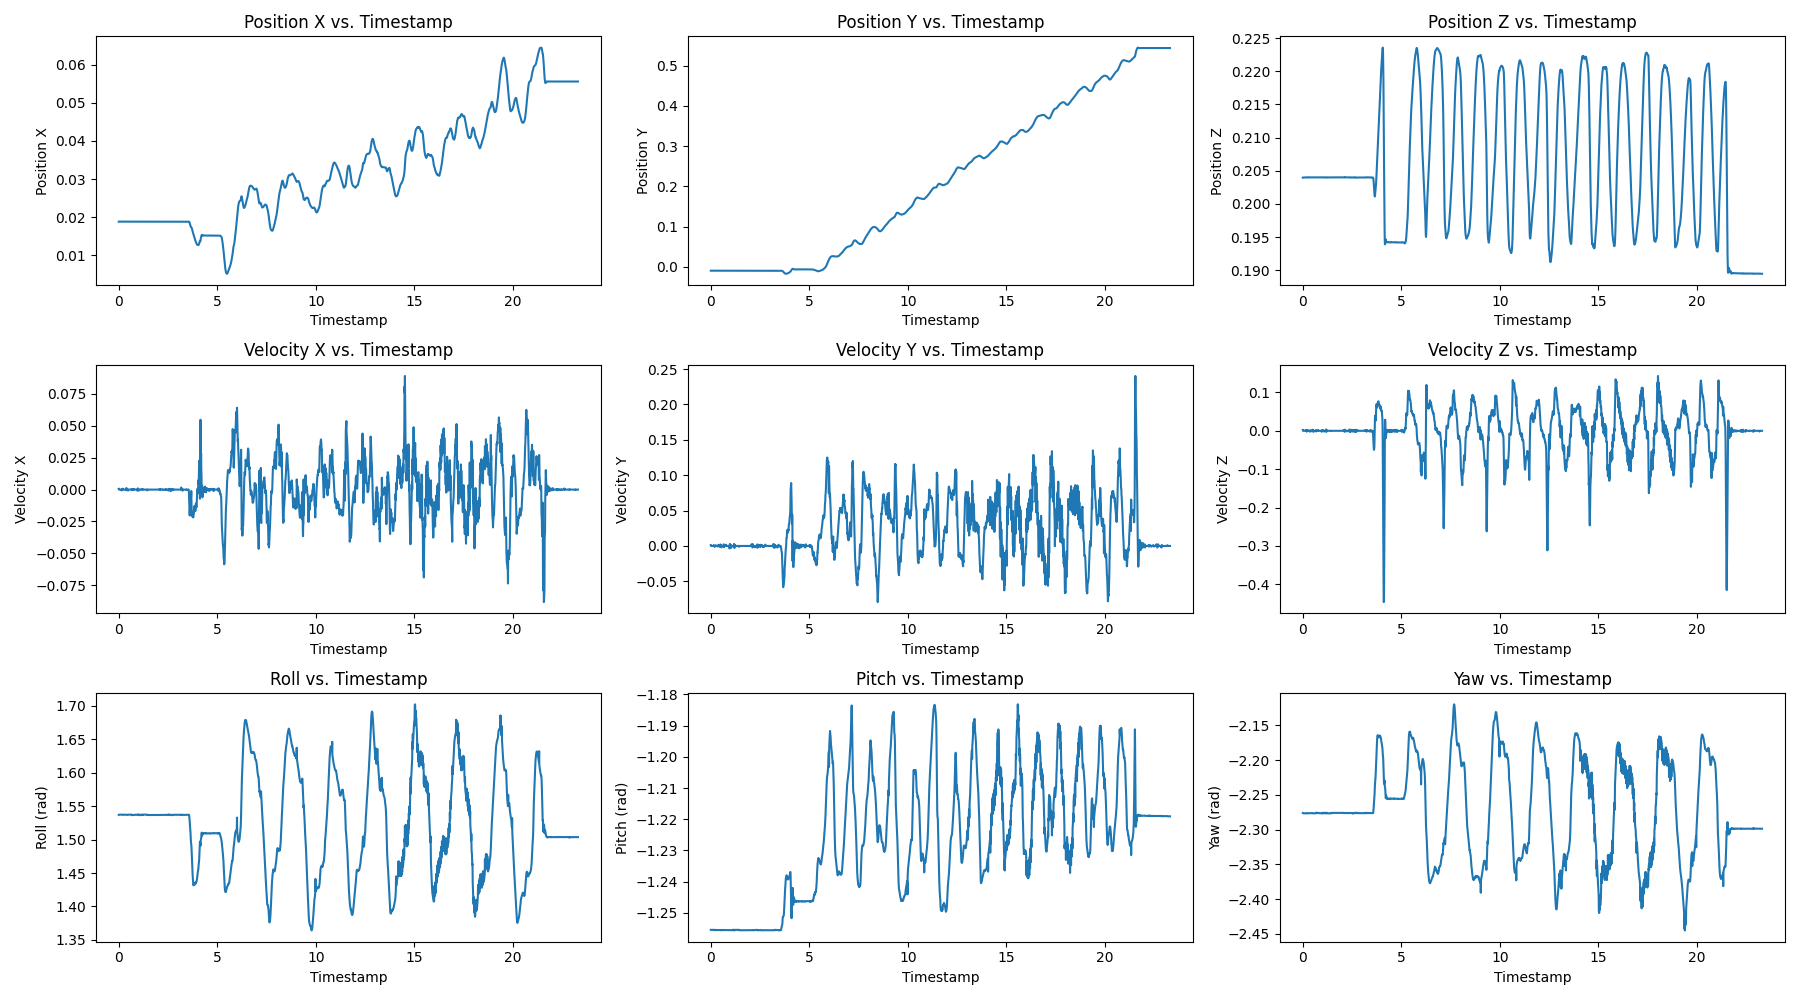 Position X vs. Timestamp
Position X
0.06
0.05
0.04
0.03
0.02
0.01
0 5 10 15 20
Timestamp
Position Y vs. Timestamp
Position Y
0.5
0.4
0.3
0.2
0.1
0.0
0 5 10 15 20
Timestamp
Position Z vs. Timestamp
Position Z
0.225
0.220
0.215
0.210
0.205
0.200
0.195
0.190
0 5 10 15 20
Timestamp
Velocity X vs. Timestamp
Velocity X
0.075
0.050
0.025
0.000
−0.025
−0.050
−0.075
0 5 10 15 20
Timestamp
Velocity Y vs. Timestamp
Velocity Y
0.25
0.20
0.15
0.10
0.05
0.00
−0.05
0 5 10 15 20
Timestamp
Velocity Z vs. Timestamp
Velocity Z
0.1
0.0
−0.1
−0.2
−0.3
−0.4
0 5 10 15 20
Timestamp
Roll vs. Timestamp
Roll (rad)
1.70
1.65
1.60
1.55
1.50
1.45
1.40
1.35
0 5 10 15 20
Timestamp
Pitch vs. Timestamp
Pitch (rad)
−1.18
−1.19
−1.20
−1.21
−1.22
−1.23
−1.24
−1.25
0 5 10 15 20
Timestamp
Yaw vs. Timestamp
Yaw (rad)
−2.15
−2.20
−2.25
−2.30
−2.35
−2.40
−2.45
0 5 10 15 20
Timestamp